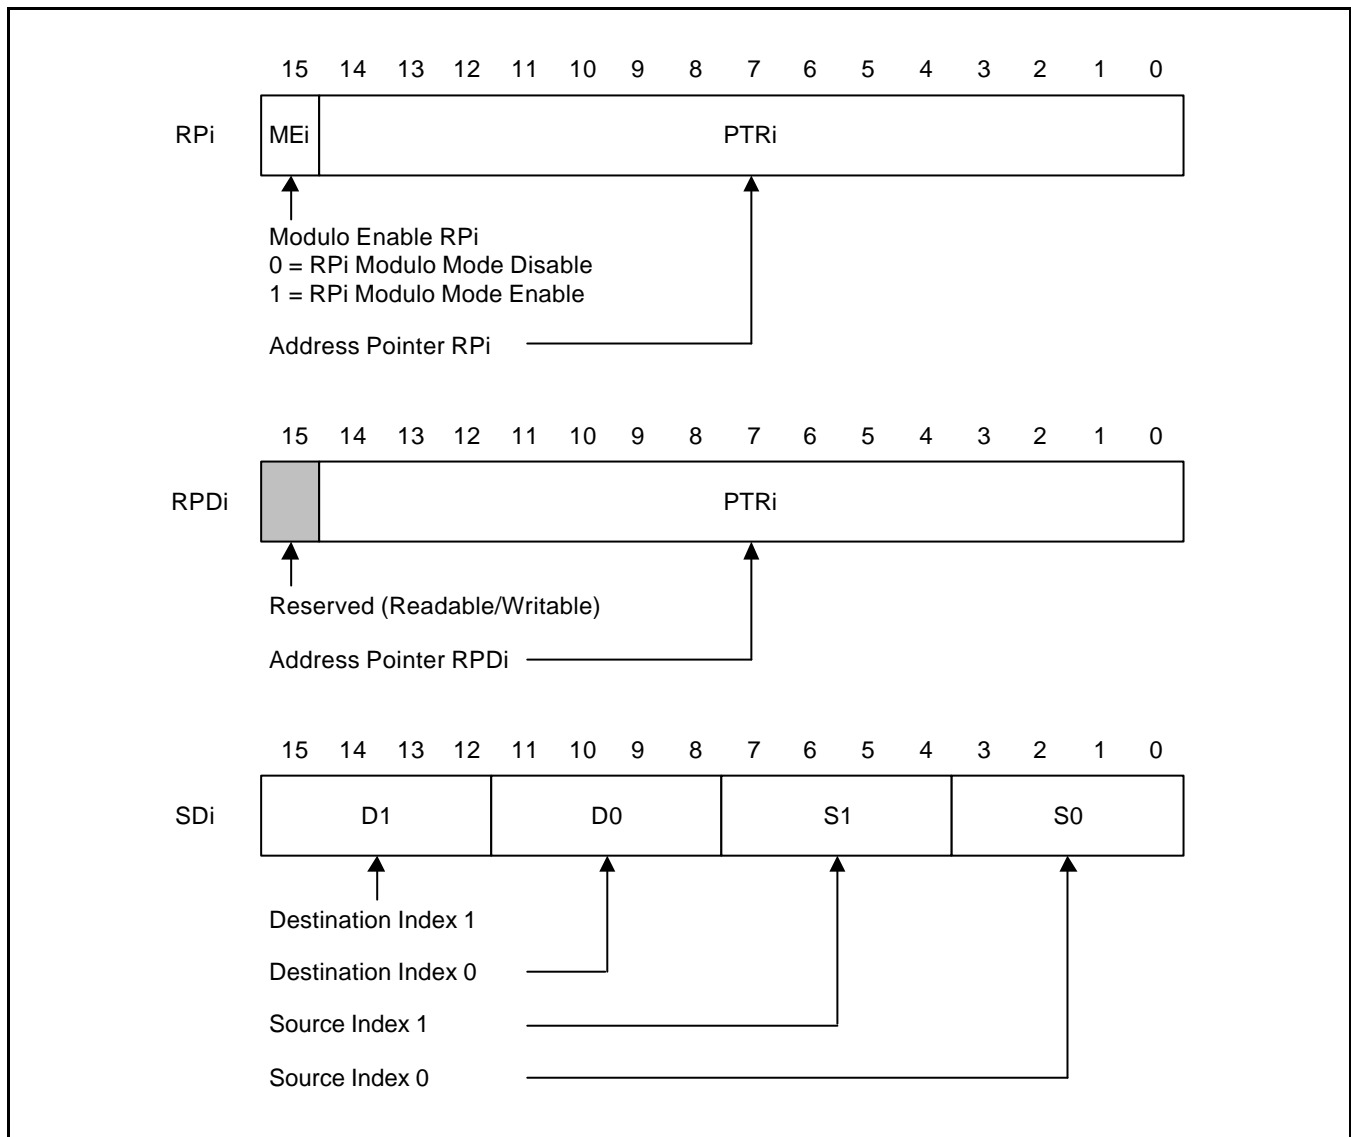 15 14 13 12 11 10 9 8 7 6 5 4 3 2 1 0
RPi MEi PTRi
Modulo Enable RPi
0 = RPi Modulo Mode Disable
1 = RPi Modulo Mode Enable
Address Pointer RPi
15 14 13 12 11 10 9 8 7 6 5 4 3 2 1 0
RPDi PTRi
Reserved (Readable/Writable)
Address Pointer RPDi
15 14 13 12 11 10 9 8 7 6 5 4 3 2 1 0
SDi D1 D0 S1 S0
Destination Index 1
Destination Index 0
Source Index 1
Source Index 0